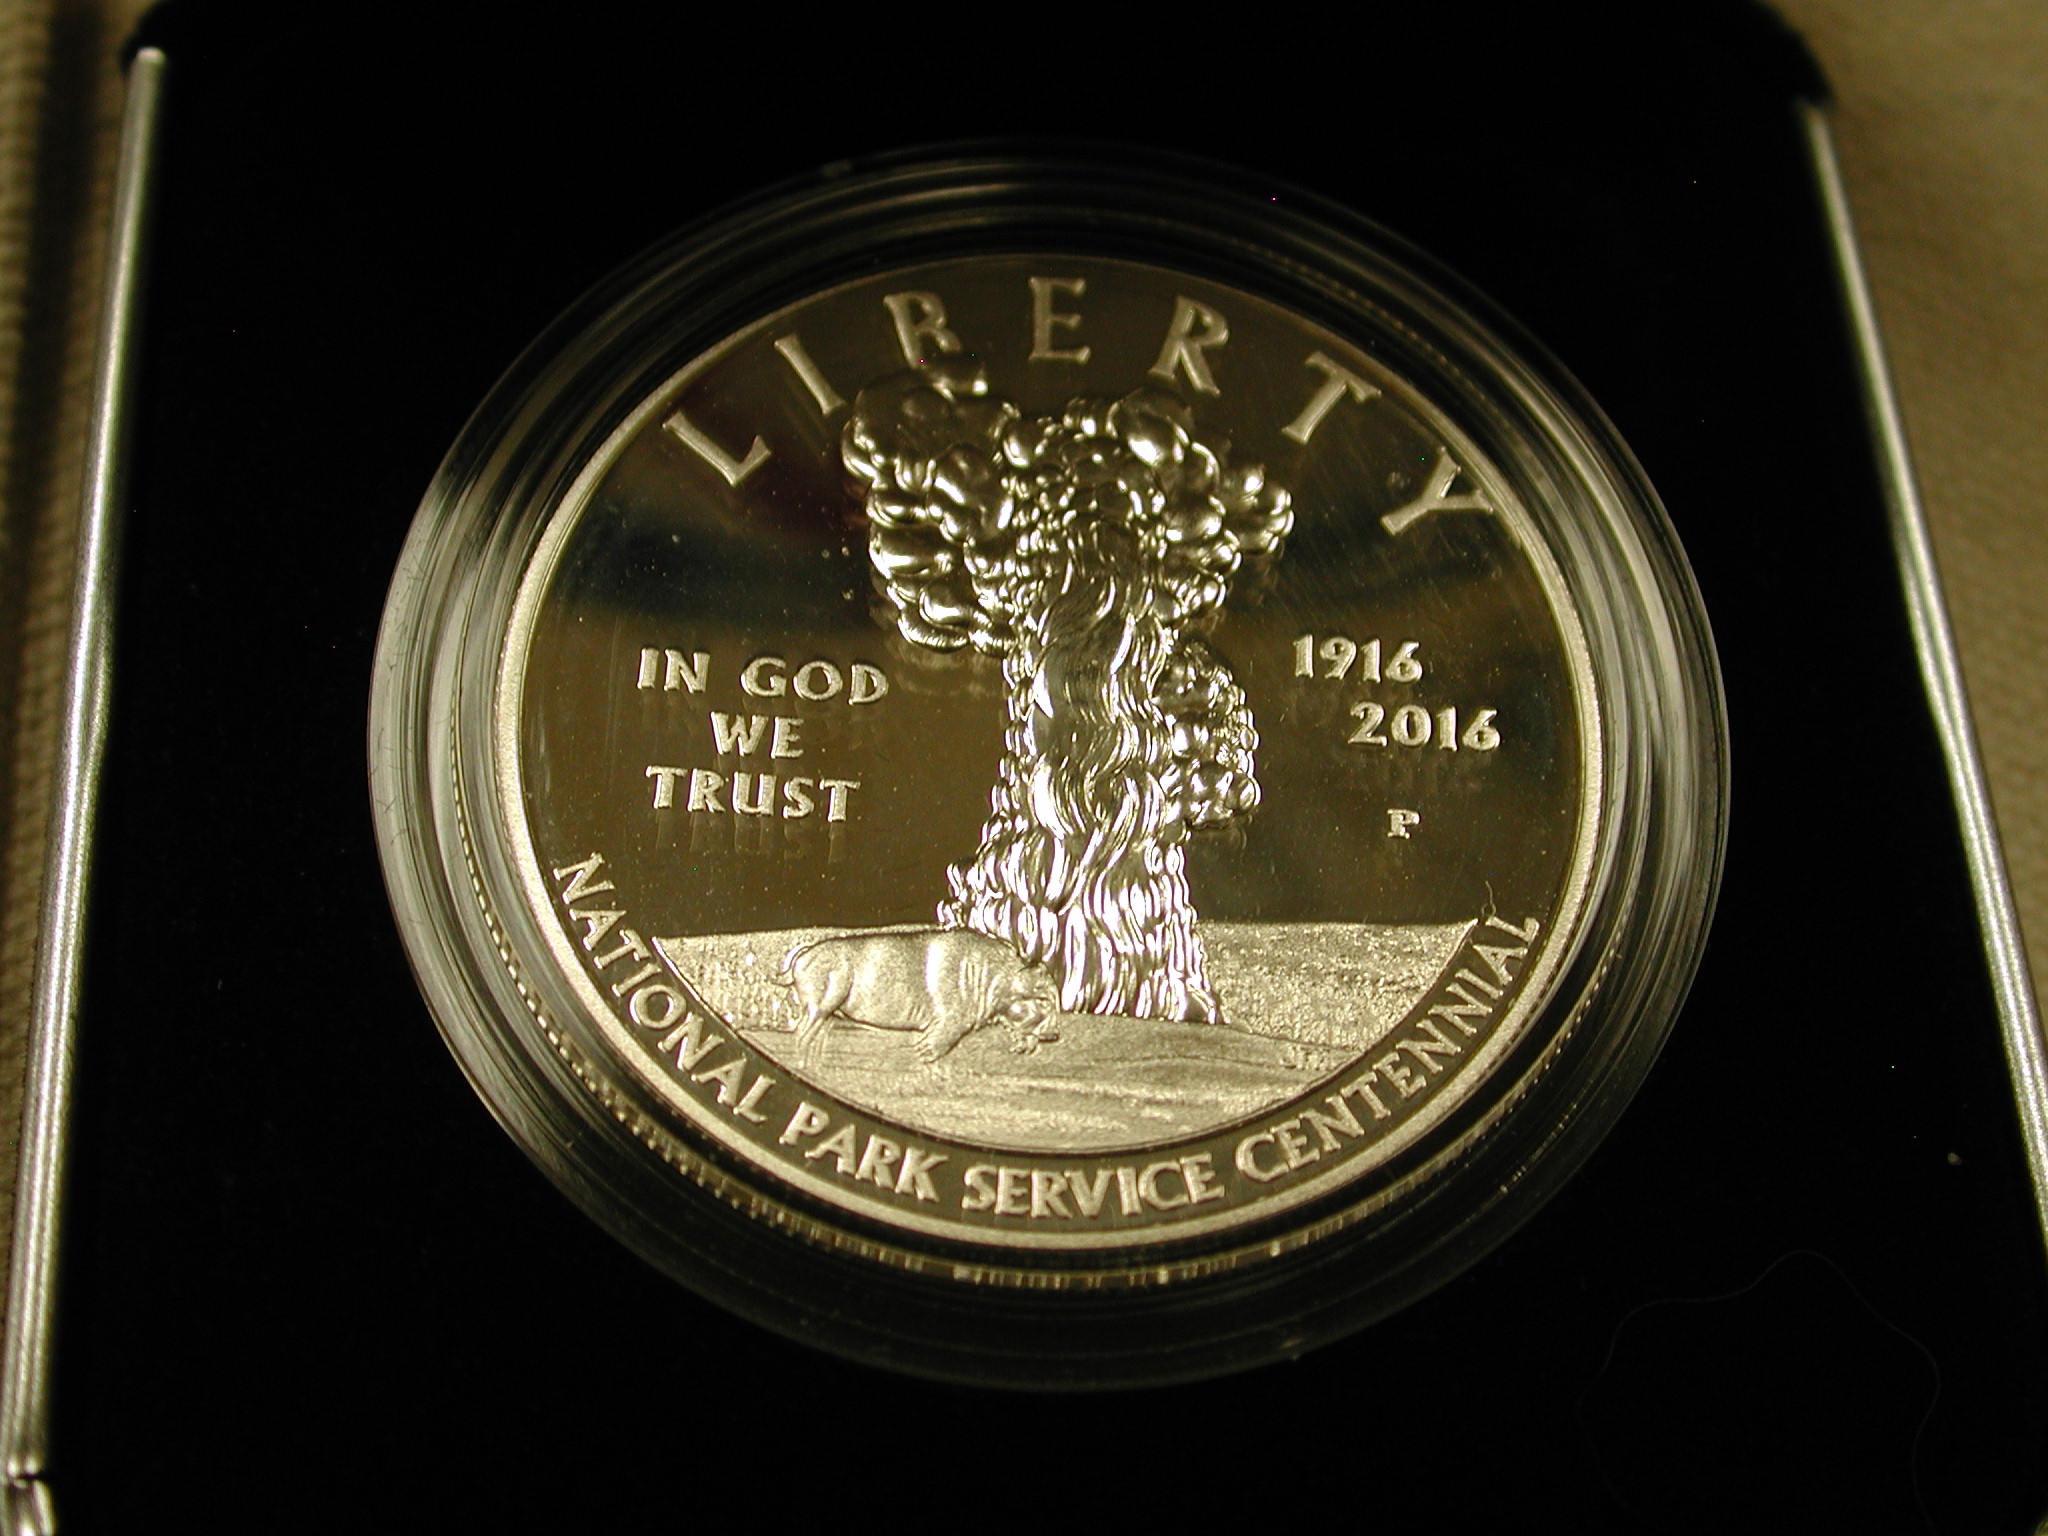 LIBERTY
IN GOD
WE
TRUST
1916
2016
P
NATIONAL PARK SERVICE CENTENNIAL